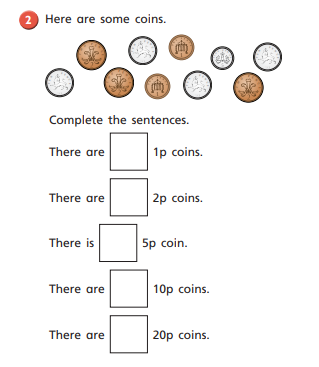 2 Here are some coins.
Complete the sentences.
There are 1p coins.
There are 2p coins.
There is 5p coin.
There are 10p coins.
There are 20p coins.